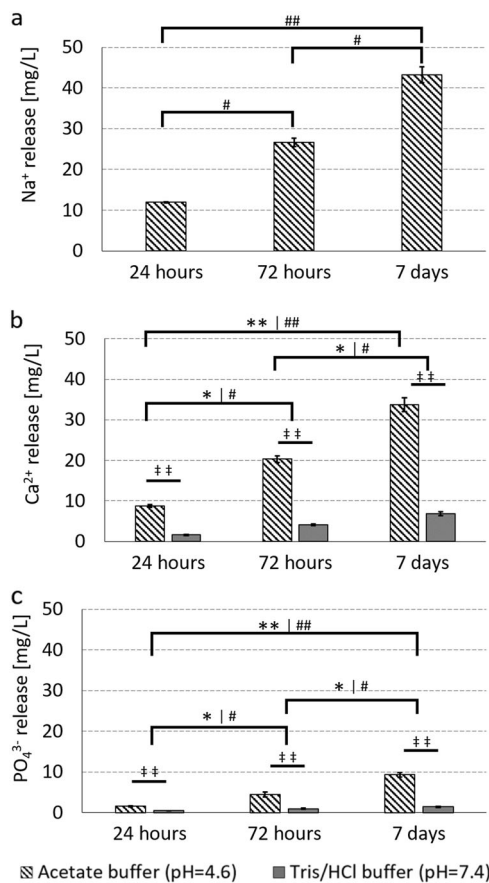 a
##
#
#
50
40
30
20
10
0
Na+ release [mg/L]
24 hours 72 hours 7 days
b
** | ##
* | #
* | #
‡ ‡
‡ ‡
‡ ‡
50
40
30
20
10
0
Ca2+ release [mg/L]
24 hours 72 hours 7 days
c
** | ##
* | #
* | #
‡ ‡
‡ ‡
‡ ‡
50
40
30
20
10
0
PO43- release [mg/L]
24 hours 72 hours 7 days
Acetate buffer (pH=4.6) Tris/HCl buffer (pH=7.4)